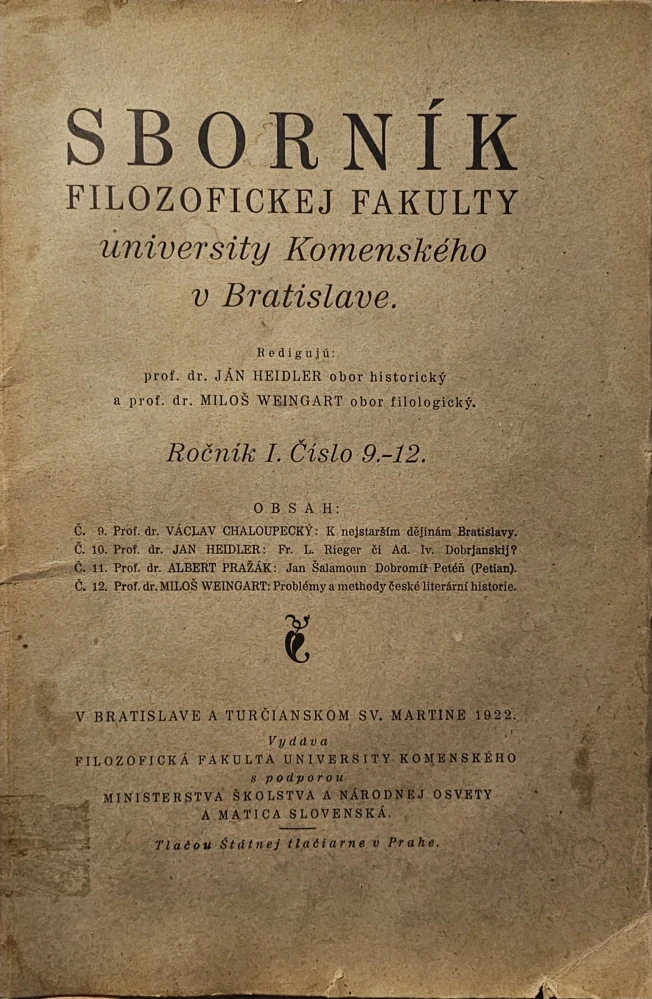 SBORNÍK
FILOZOFICKEJ FAKULTY
university Komenského
v Bratislave.
Redigujú:
prof. dr. JÁN HEIDLER obor historický
a prof. dr. MILOŠ WEINGART obor filologický.
Ročník I. Číslo 9.-12.
OBSAH:
Č. 9. Prof. dr. VÁCLAV CHALOUPECKÝ: K nejstarším dějinám Bratislavy.
Č. 10. Prof. dr. JAN HEIDLER: Fr. L. Rieger či Ad. Iv. Dobrjanskij?
Č. 11. Prof. dr. ALBERT PRAŽÁK: Jan Šalamoun Dobromíř Petéň (Petian).
Č. 12. Prof. dr. MILOŠ WEINGART: Problémy a methody české literární historie.
V BRATISLAVE A TURČIANSKOM SV. MARTINE 1922.
Vydáva
FILOZOFICKÁ FAKULTA UNIVERSITY KOMENSKÉHO
s podporou
MINISTERSTVA ŠKOLSTVA A NÁRODNEJ OSVETY
A MATICA SLOVENSKÁ.
Tlačou Štátnej tlačiarne v Prahe.